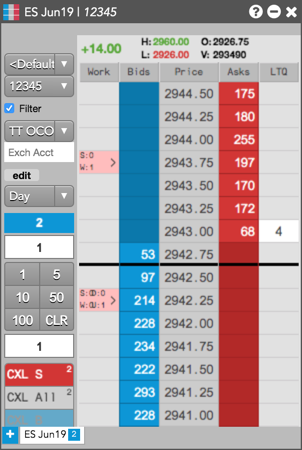 ES Jun19 | 12345
+14.00 H: 2960.00 O: 2926.75
L: 2926.00 V: 293490
<Default
12345
Filter
TT OCO
Exch Acct
edit
Day
2
1
1 5
10 50
100 CLR
1
CXL S 2
CXL All 2
Work Bids Price Asks LTQ
2944.50 175
2944.25 180
2944.00 255
S:0
W:1
2943.75 197
2943.50 170
2943.25 172
2943.00 68 4
53 2942.75
97 2942.50
214 2942.25
228 2942.00
234 2941.75
222 2941.50
293 2941.25
228 2941.00
+ ES Jun19 2